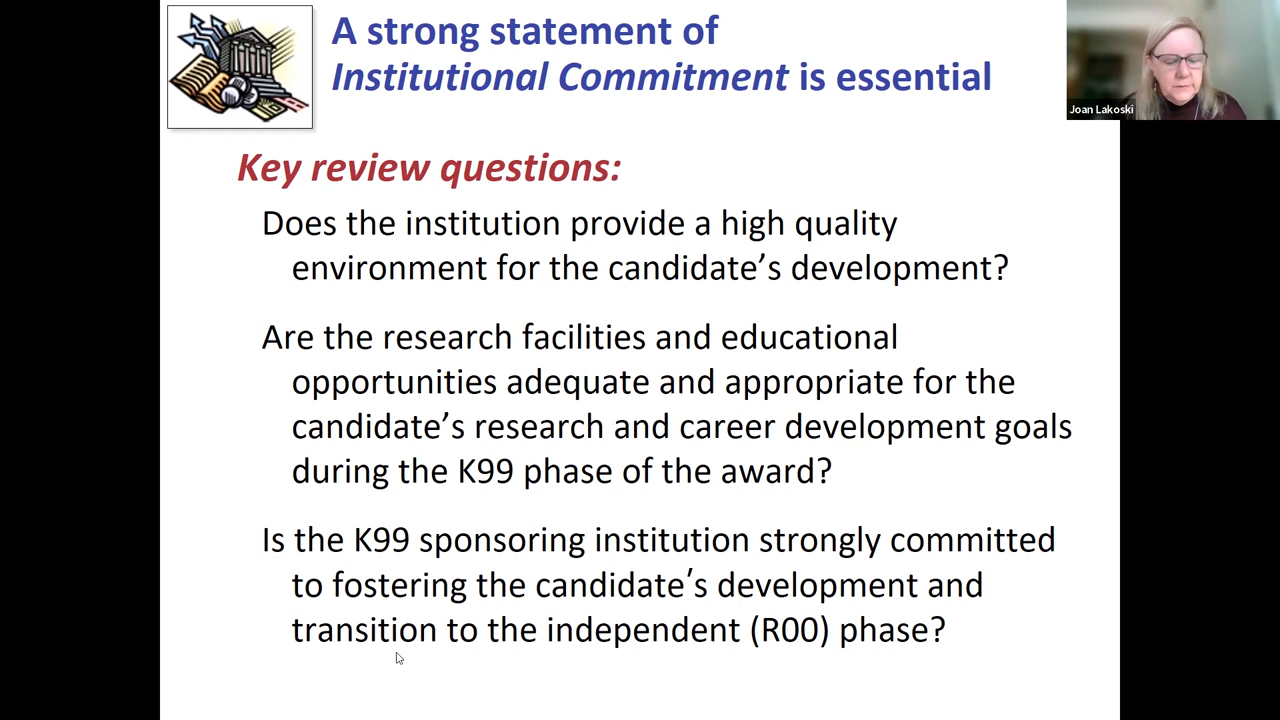 A strong statement of
Institutional Commitment is essential
Joan Lakoski
Key review questions:
Does the institution provide a high quality
environment for the candidate’s development?
Are the research facilities and educational
opportunities adequate and appropriate for the
candidate’s research and career development goals
during the K99 phase of the award?
Is the K99 sponsoring institution strongly committed
to fostering the candidate’s development and
transition to the independent (R00) phase?